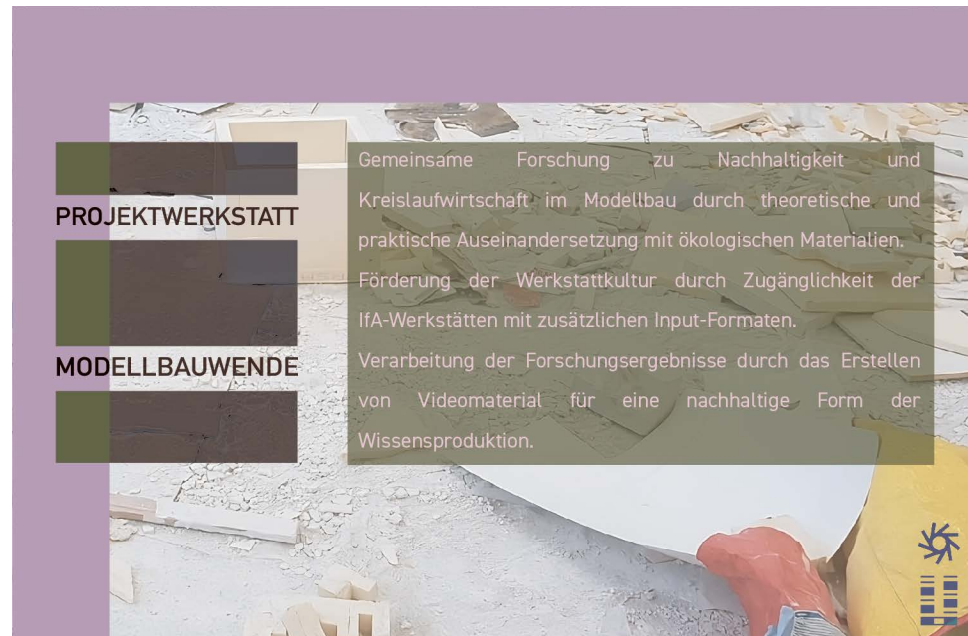 PROJEKTWERKSTATT
MODELLBAUWENDE
Gemeinsame Forschung zu Nachhaltigkeit und
Kreislaufwirtschaft im Modellbau durch theoretische und
praktische Auseinandersetzung mit ökologischen Materialien.
Förderung der Werkstattkultur durch Zugänglichkeit der
IfA-Werkstätten mit zusätzlichen Input-Formaten.
Verarbeitung der Forschungsergebnisse durch das Erstellen
von Videomaterial für eine nachhaltige Form der
Wissensproduktion.